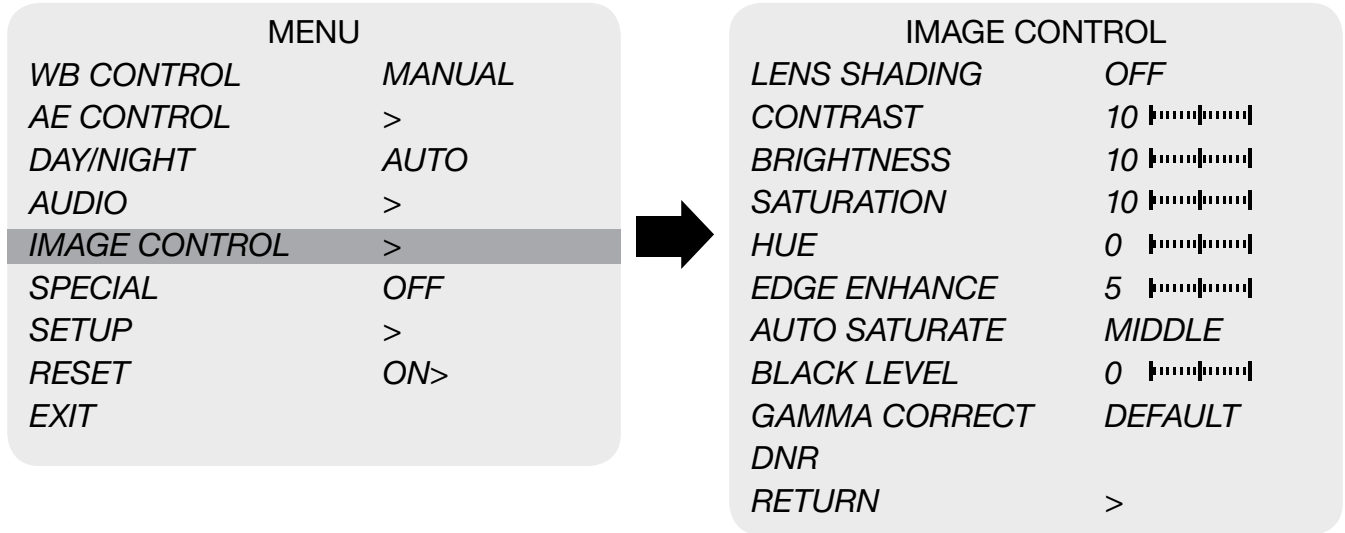 MENU
WB CONTROL MANUAL
AE CONTROL >
DAY/NIGHT AUTO
AUDIO >
IMAGE CONTROL >
SPECIAL OFF
SETUP >
RESET ON>
EXIT
IMAGE CONTROL
LENS SHADING OFF
CONTRAST 10
BRIGHTNESS 10
SATURATION 10
HUE 0
EDGE ENHANCE 5
AUTO SATURATE MIDDLE
BLACK LEVEL 0
GAMMA CORRECT DEFAULT
DNR
RETURN >